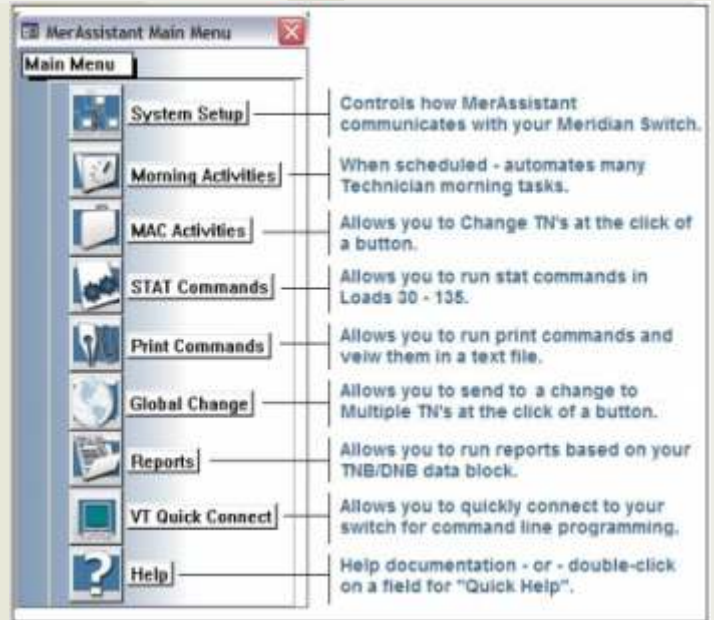 MerAssistant Main Menu
Main Menu
System Setup
Controls how MerAssistant
communicates with your Meridian Switch.
Morning Activities
When scheduled - automates many
Technician morning tasks.
MAC Activities
Allows you to Change TN's at the click of
a button.
STAT Commands
Allows you to run stat commands in
Loads 30 - 135.
Print Commands
Allows you to run print commands and
veiw them in a text file.
Global Change
Allows you to send to a change to
Multiple TN's at the click of a button.
Reports
Allows you to run reports based on your
TNB/DNB data block.
VT Quick Connect
Allows you to quickly connect to your
switch for command line programming.
Help
Help documentation - or - double-click
on a field for "Quick Help".